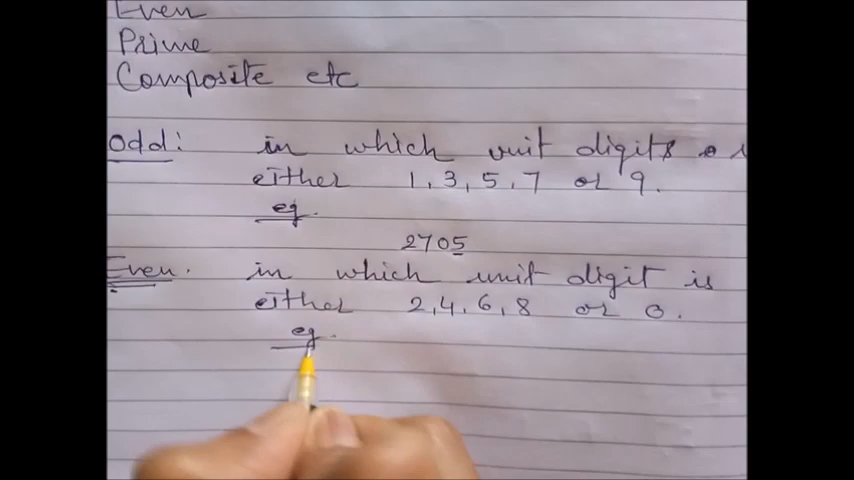 Even
Prime
Composite etc
Odd: in which unit digits
either 1, 3, 5, 7 or 9.
eg.
2705
Even. in which unit digit is
either 2, 4, 6, 8 or 0.
eg.